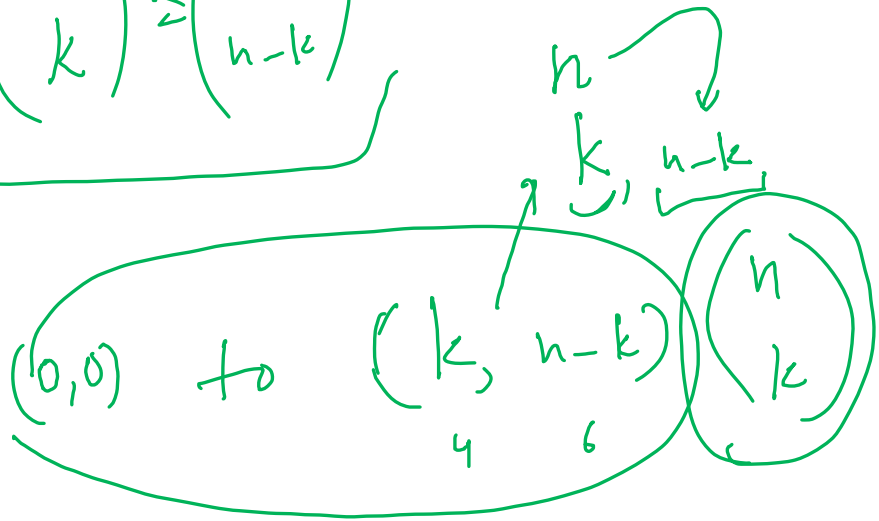 (k) = (n-k)
n
k, n-k,
(0,0) to (k, n-k) (n
k)
4 6